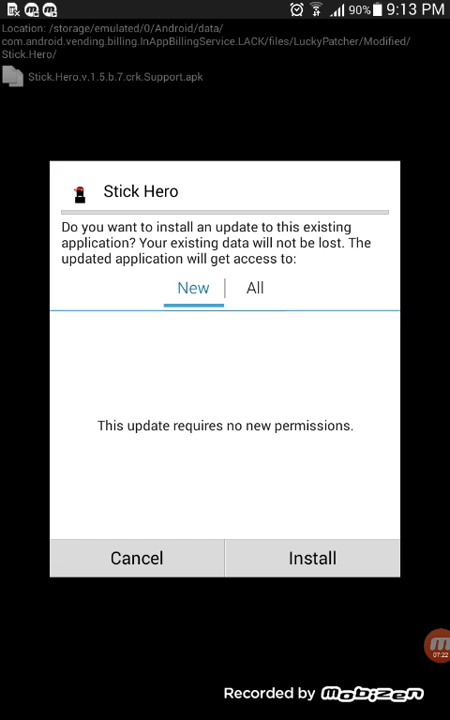 90% 9:13 PM
Location: /storage/emulated/0/Android/data/
com.android.vending.billing.InAppBillingService.LACK/files/LuckyPatcher/Modified/
Stick.Hero/
Stick.Hero.v.1.5.b.7.crk.Support.apk
Stick Hero
Do you want to install an update to this existing
application? Your existing data will not be lost. The
updated application will get access to:
New All
This update requires no new permissions.
Cancel Install
07:22
Recorded by mobizen